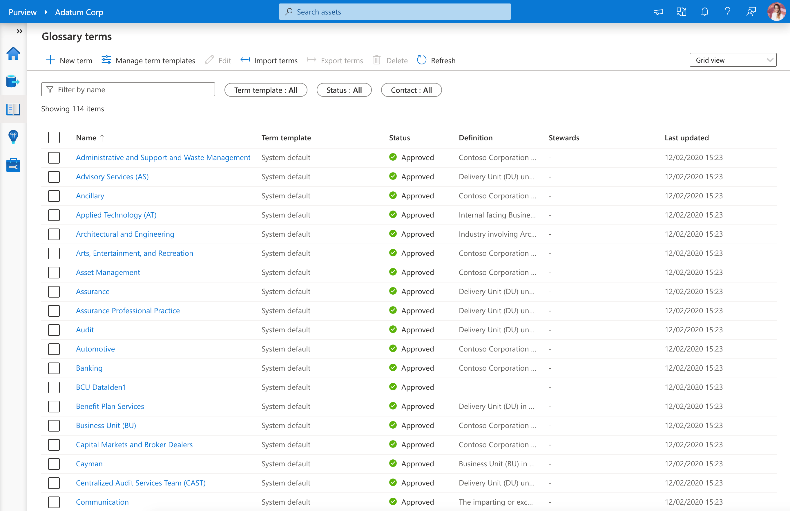 Purview › Adatum Corp
Search assets
Glossary terms
New term Manage term templates Edit Import terms Export terms Delete Refresh Grid view
Filter by name Term template : All Status : All Contact : All
Showing 114 items
Name Term template Status Definition Stewards Last updated
Administrative and Support and Waste Management System default Approved Contoso Corporation ... - 12/02/2020 15:23
Advisory Services (AS) System default Approved Delivery Unit (DU) un... - 12/02/2020 15:23
Ancillary System default Approved Contoso Corporation ... - 12/02/2020 15:23
Applied Technology (AT) System default Approved Internal facing Busine... - 12/02/2020 15:23
Architectural and Engineering System default Approved Industry involving Arc... - 12/02/2020 15:23
Arts, Entertainment, and Recreation System default Approved Contoso Corporation ... - 12/02/2020 15:23
Asset Management System default Approved Contoso Corporation ... - 12/02/2020 15:23
Assurance System default Approved Delivery Unit (DU) un... - 12/02/2020 15:23
Assurance Professional Practice System default Approved Contoso Corporation ... - 12/02/2020 15:23
Audit System default Approved Delivery Unit (DU) un... - 12/02/2020 15:23
Automotive System default Approved Contoso Corporation ... - 12/02/2020 15:23
Banking System default Approved Contoso Corporation ... - 12/02/2020 15:23
BCU DataIden1 System default Approved - 12/02/2020 15:23
Benefit Plan Services System default Approved Delivery Unit (DU) in ... - 12/02/2020 15:23
Business Unit (BU) System default Approved Contoso Corporation ... - 12/02/2020 15:23
Capital Markets and Broker Dealers System default Approved Contoso Corporation ... - 12/02/2020 15:23
Cayman System default Approved Business Unit (BU) in... - 12/02/2020 15:23
Centralized Audit Services Team (CAST) System default Approved Delivery Unit (DU) un... - 12/02/2020 15:23
Communication System default Approved The imparting or exc... - 12/02/2020 15:23